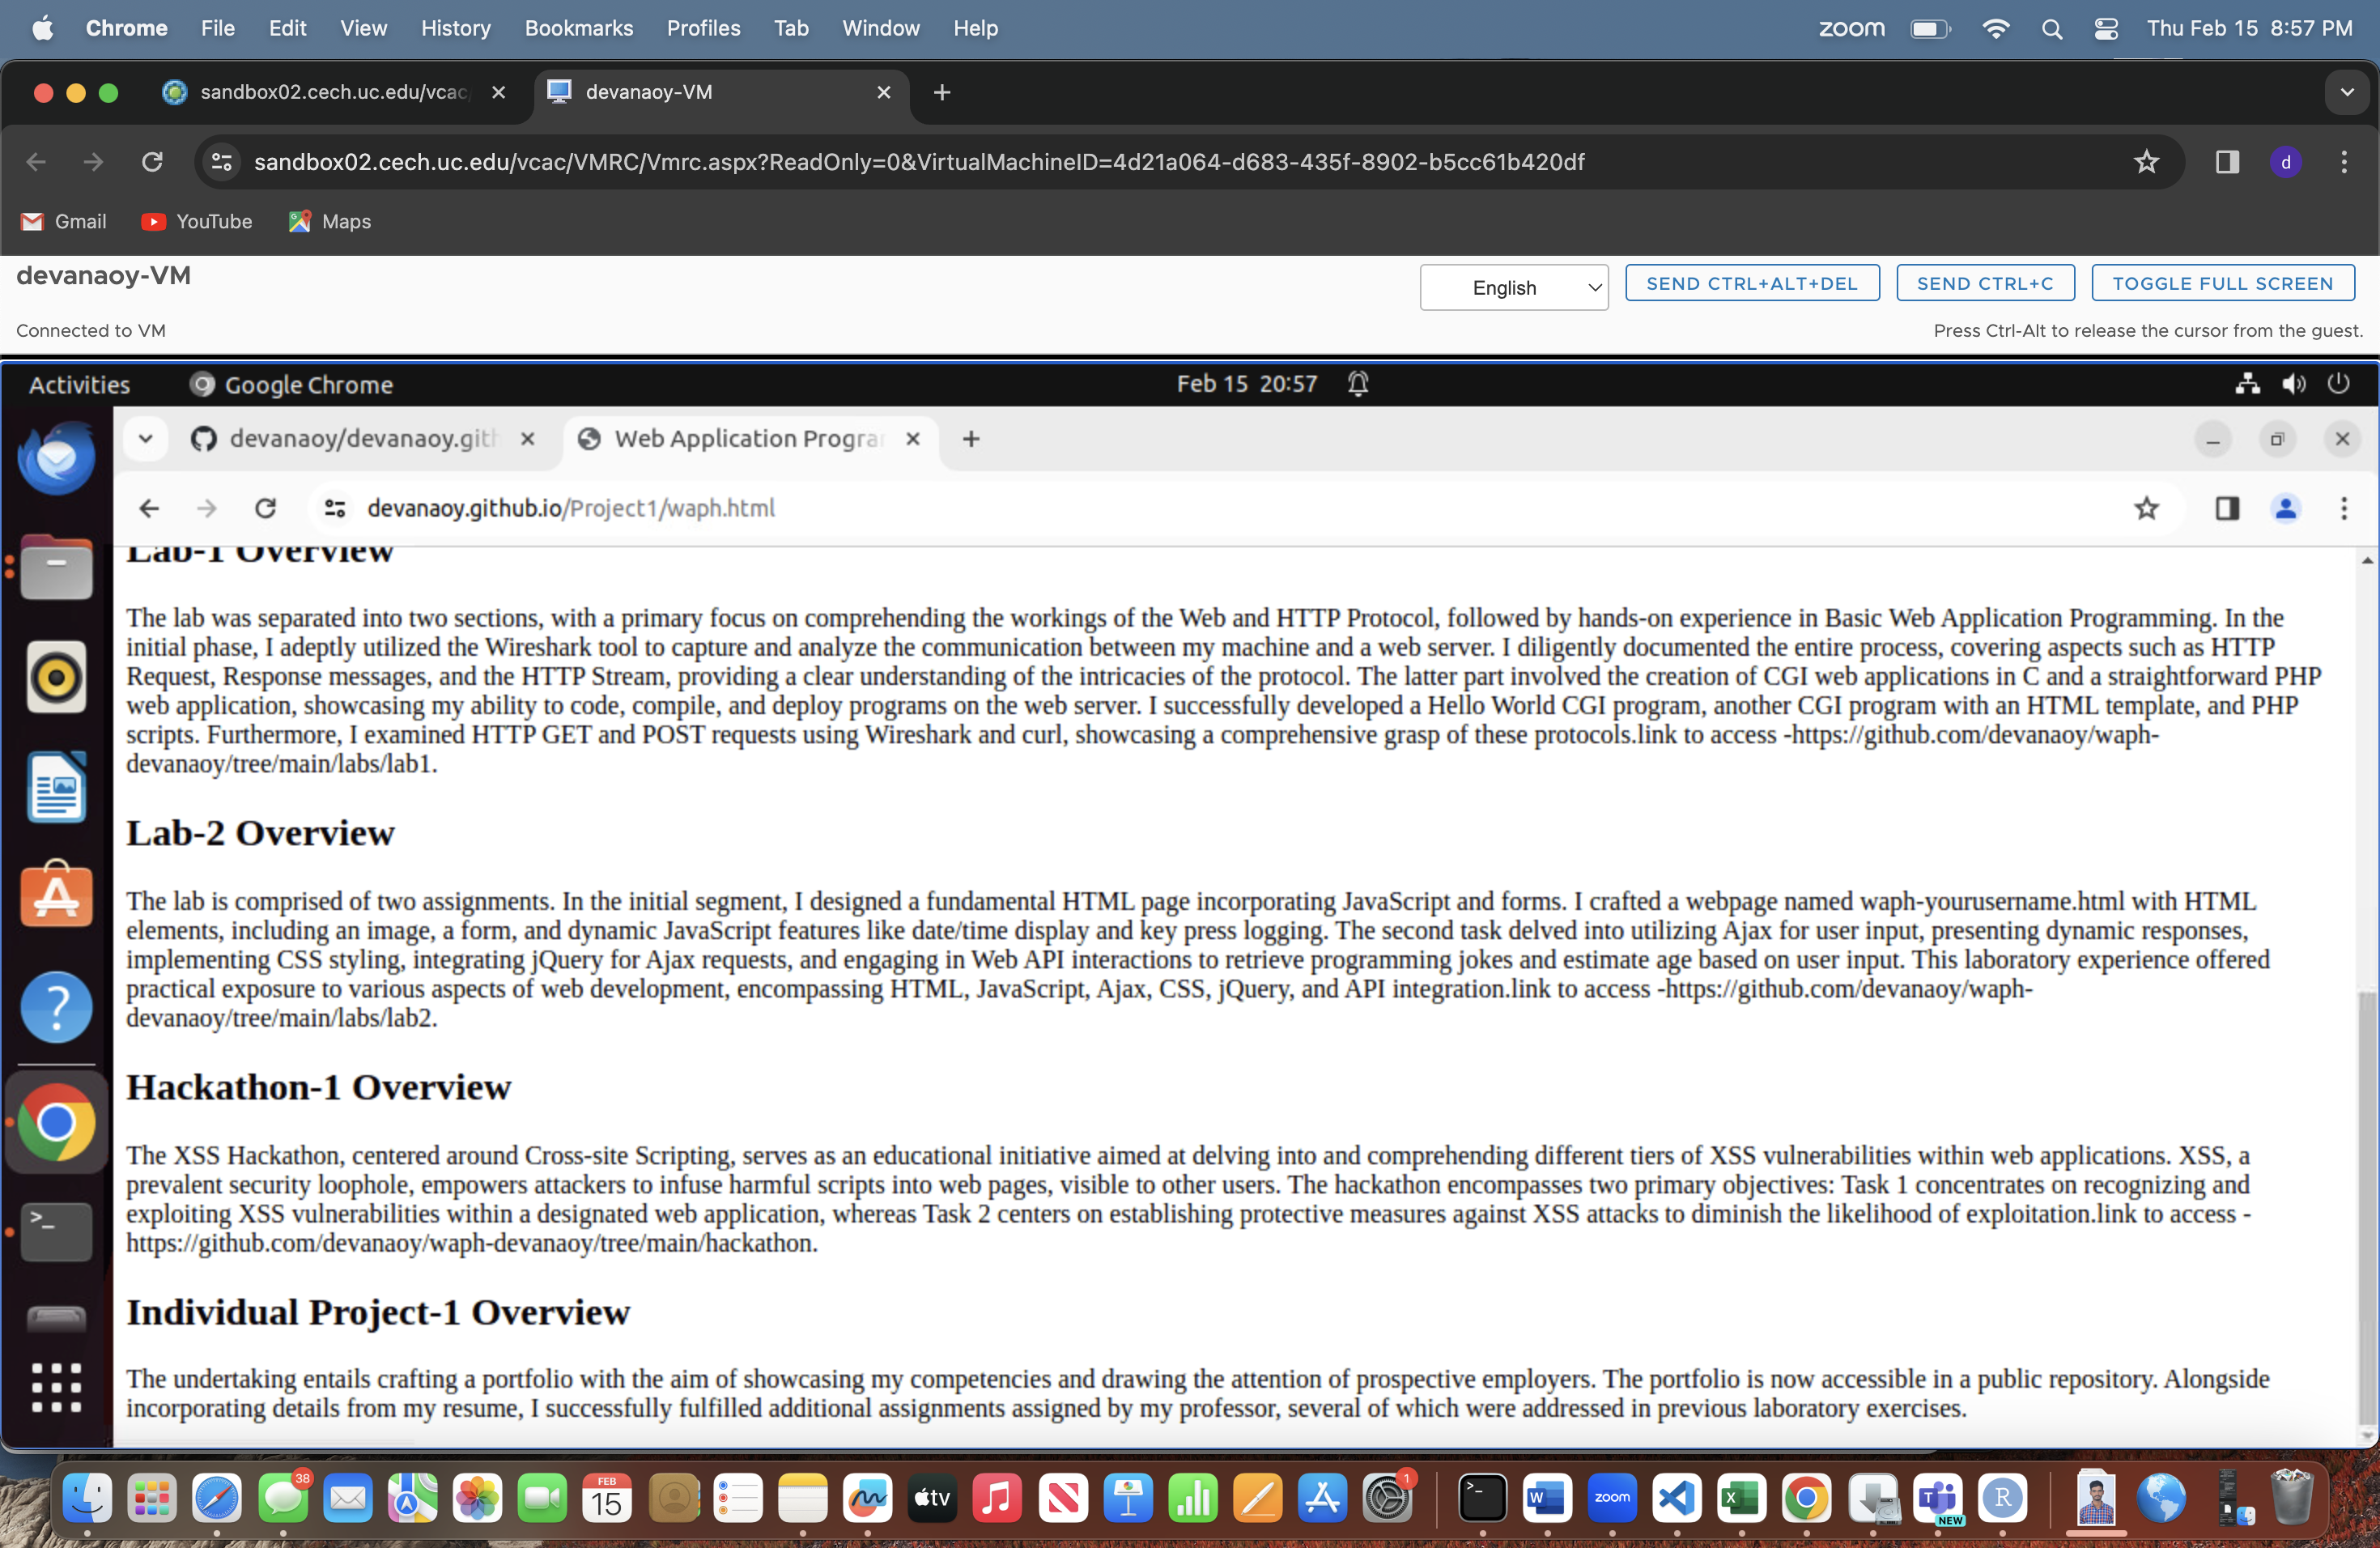 Chrome File Edit View History Bookmarks Profiles Tab Window Help zoom Thu Feb 15 8:57 PM
sandbox02.cech.uc.edu/vcac devanaoy-VM
sandbox02.cech.uc.edu/vcac/VMRC/Vmrc.aspx?ReadOnly=0&VirtualMachineID=4d21a064-d683-435f-8902-b5cc61b420df d
Gmail YouTube Maps
devanaoy-VM
English SEND CTRL+ALT+DEL SEND CTRL+C TOGGLE FULL SCREEN
Connected to VM Press Ctrl-Alt to release the cursor from the guest.
Activities Google Chrome Feb 15 20:57
devanaoy/devanaoy.gith Web Application Program
devanaoy.github.io/Project1/waph.html
Lab-1 Overview
The lab was separated into two sections, with a primary focus on comprehending the workings of the Web and HTTP Protocol, followed by hands-on experience in Basic Web Application Programming. In the
initial phase, I adeptly utilized the Wireshark tool to capture and analyze the communication between my machine and a web server. I diligently documented the entire process, covering aspects such as HTTP
Request, Response messages, and the HTTP Stream, providing a clear understanding of the intricacies of the protocol. The latter part involved the creation of CGI web applications in C and a straightforward PHP
web application, showcasing my ability to code, compile, and deploy programs on the web server. I successfully developed a Hello World CGI program, another CGI program with an HTML template, and PHP
scripts. Furthermore, I examined HTTP GET and POST requests using Wireshark and curl, showcasing a comprehensive grasp of these protocols.link to access -https://github.com/devanaoy/waph-
devanaoy/tree/main/labs/lab1.
Lab-2 Overview
The lab is comprised of two assignments. In the initial segment, I designed a fundamental HTML page incorporating JavaScript and forms. I crafted a webpage named waph-yourusername.html with HTML
elements, including an image, a form, and dynamic JavaScript features like date/time display and key press logging. The second task delved into utilizing Ajax for user input, presenting dynamic responses,
implementing CSS styling, integrating jQuery for Ajax requests, and engaging in Web API interactions to retrieve programming jokes and estimate age based on user input. This laboratory experience offered
practical exposure to various aspects of web development, encompassing HTML, JavaScript, Ajax, CSS, jQuery, and API integration.link to access -https://github.com/devanaoy/waph-
devanaoy/tree/main/labs/lab2.
Hackathon-1 Overview
The XSS Hackathon, centered around Cross-site Scripting, serves as an educational initiative aimed at delving into and comprehending different tiers of XSS vulnerabilities within web applications. XSS, a
prevalent security loophole, empowers attackers to infuse harmful scripts into web pages, visible to other users. The hackathon encompasses two primary objectives: Task 1 concentrates on recognizing and
exploiting XSS vulnerabilities within a designated web application, whereas Task 2 centers on establishing protective measures against XSS attacks to diminish the likelihood of exploitation.link to access -
https://github.com/devanaoy/waph-devanaoy/tree/main/hackathon.
Individual Project-1 Overview
The undertaking entails crafting a portfolio with the aim of showcasing my competencies and drawing the attention of prospective employers. The portfolio is now accessible in a public repository. Alongside
incorporating details from my resume, I successfully fulfilled additional assignments assigned by my professor, several of which were addressed in previous laboratory exercises.
38 FEB 15 tv 1 W zoom X T NEW R